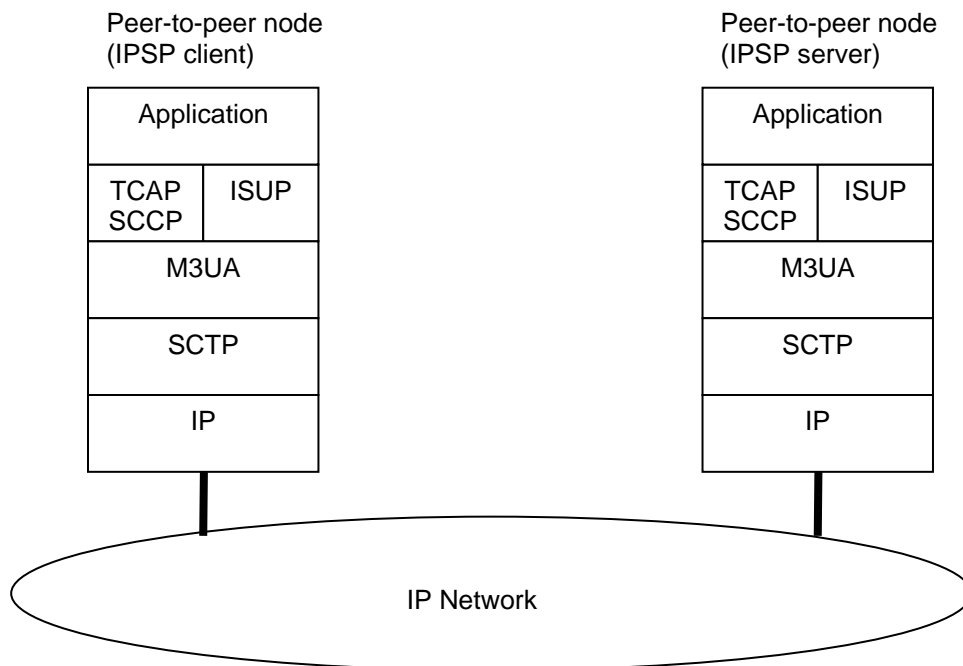 Peer-to-peer node
(IPSP client)
Application
TCAP
SCCP
ISUP
M3UA
SCTP
IP
Peer-to-peer node
(IPSP server)
Application
TCAP
SCCP
ISUP
M3UA
SCTP
IP
IP Network